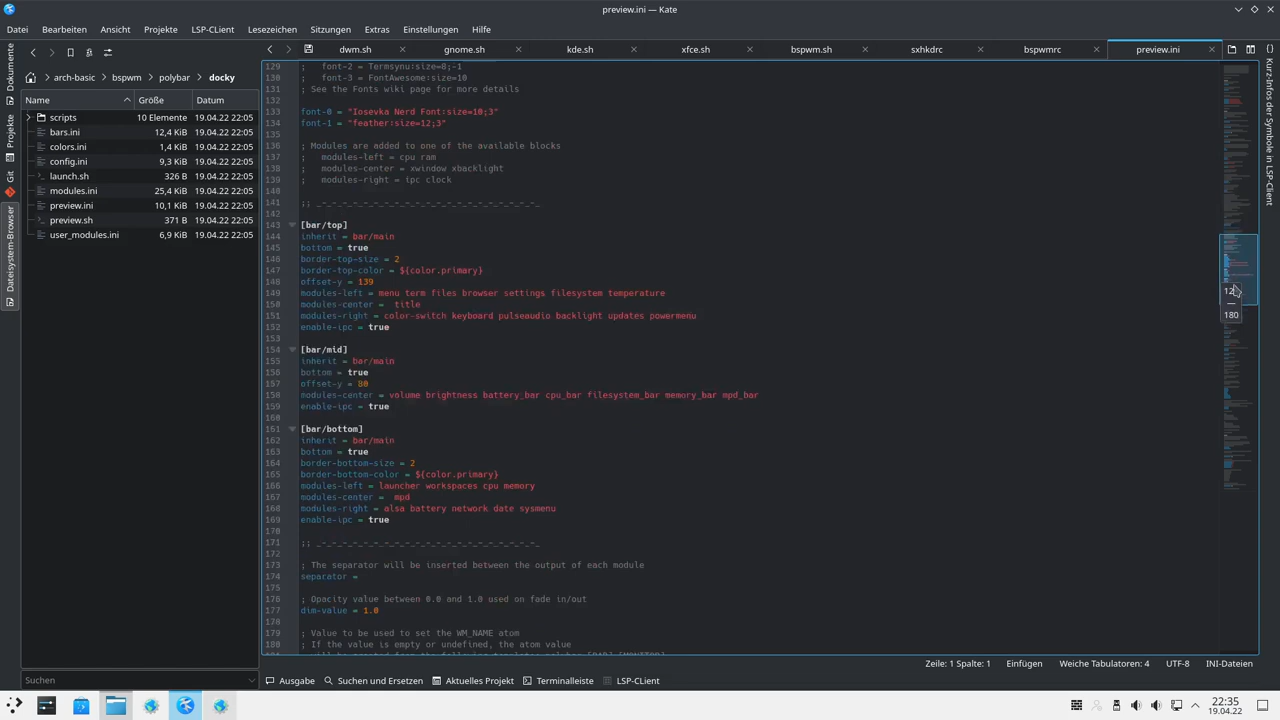 preview.ini — Kate
Datei Bearbeiten Ansicht Projekte LSP-CLient Lesezeichen Sitzungen Extras Einstellungen Hilfe
dwm.sh gnome.sh kde.sh xfce.sh bspwm.sh sxhkdrc bspwmrc preview.ini
arch-basic bspwm polybar docky
Name Größe Datum
scripts 10 Elemente 19.04.22 22:05
bars.ini 12,4 KiB 19.04.22 22:05
colors.ini 1,4 KiB 19.04.22 22:05
config.ini 9,3 KiB 19.04.22 22:05
launch.sh 326 B 19.04.22 22:05
modules.ini 25,4 KiB 19.04.22 22:05
preview.ini 10,1 KiB 19.04.22 22:05
preview.sh 371 B 19.04.22 22:05
user_modules.ini 6,9 KiB 19.04.22 22:05
Dokumente
Projekte
Git
Dateisystem-Browser
129 ; font-2 = Termsynu:size=8;-1
130 ; font-3 = FontAwesome:size=10
131 ; See the Fonts wiki page for more details
132
133 font-0 = "Iosevka Nerd Font:size=10;3"
134 font-1 = "feather:size=12;3"
135
136 ; Modules are added to one of the available blocks
137 ; modules-left = cpu ram
138 ; modules-center = xwindow xbacklight
139 ; modules-right = ipc clock
140
141 ;; _-_-_-_-_-_-_-_-_-_-_-_-_-_-_-_-_-_-_-_-_-_
142
143 [bar/top]
144 inherit = bar/main
145 bottom = true
146 border-top-size = 2
147 border-top-color = ${color.primary}
148 offset-y = 139
149 modules-left = menu term files browser settings filesystem temperature
150 modules-center = title
151 modules-right = color-switch keyboard pulseaudio backlight updates powermenu
152 enable-ipc = true
153
154 [bar/mid]
155 inherit = bar/main
156 bottom = true
157 offset-y = 80
158 modules-center = volume brightness battery_bar cpu_bar filesystem_bar memory_bar mpd_bar
159 enable-ipc = true
160
161 [bar/bottom]
162 inherit = bar/main
163 bottom = true
164 border-bottom-size = 2
165 border-bottom-color = ${color.primary}
166 modules-left = launcher workspaces cpu memory
167 modules-center = mpd
168 modules-right = alsa battery network date sysmenu
169 enable-ipc = true
170
171 ;; _-_-_-_-_-_-_-_-_-_-_-_-_-_-_-_-_-_-_-_-_-_
172
173 ; The separator will be inserted between the output of each module
174 separator =
175
176 ; Opacity value between 0.0 and 1.0 used on fade in/out
177 dim-value = 1.0
178
179 ; Value to be used to set the WM_NAME atom
180 ; If the value is empty or undefined, the atom value
180
Kurz-Infos der Symbole in LSP-CLient
Zeile: 1 Spalte: 1 Einfügen Weiche Tabulatoren: 4 UTF-8 INI-Dateien
Suchen
Ausgabe Suchen und Ersetzen Aktuelles Projekt Terminalleiste LSP-CLient
22:35
19.04.22